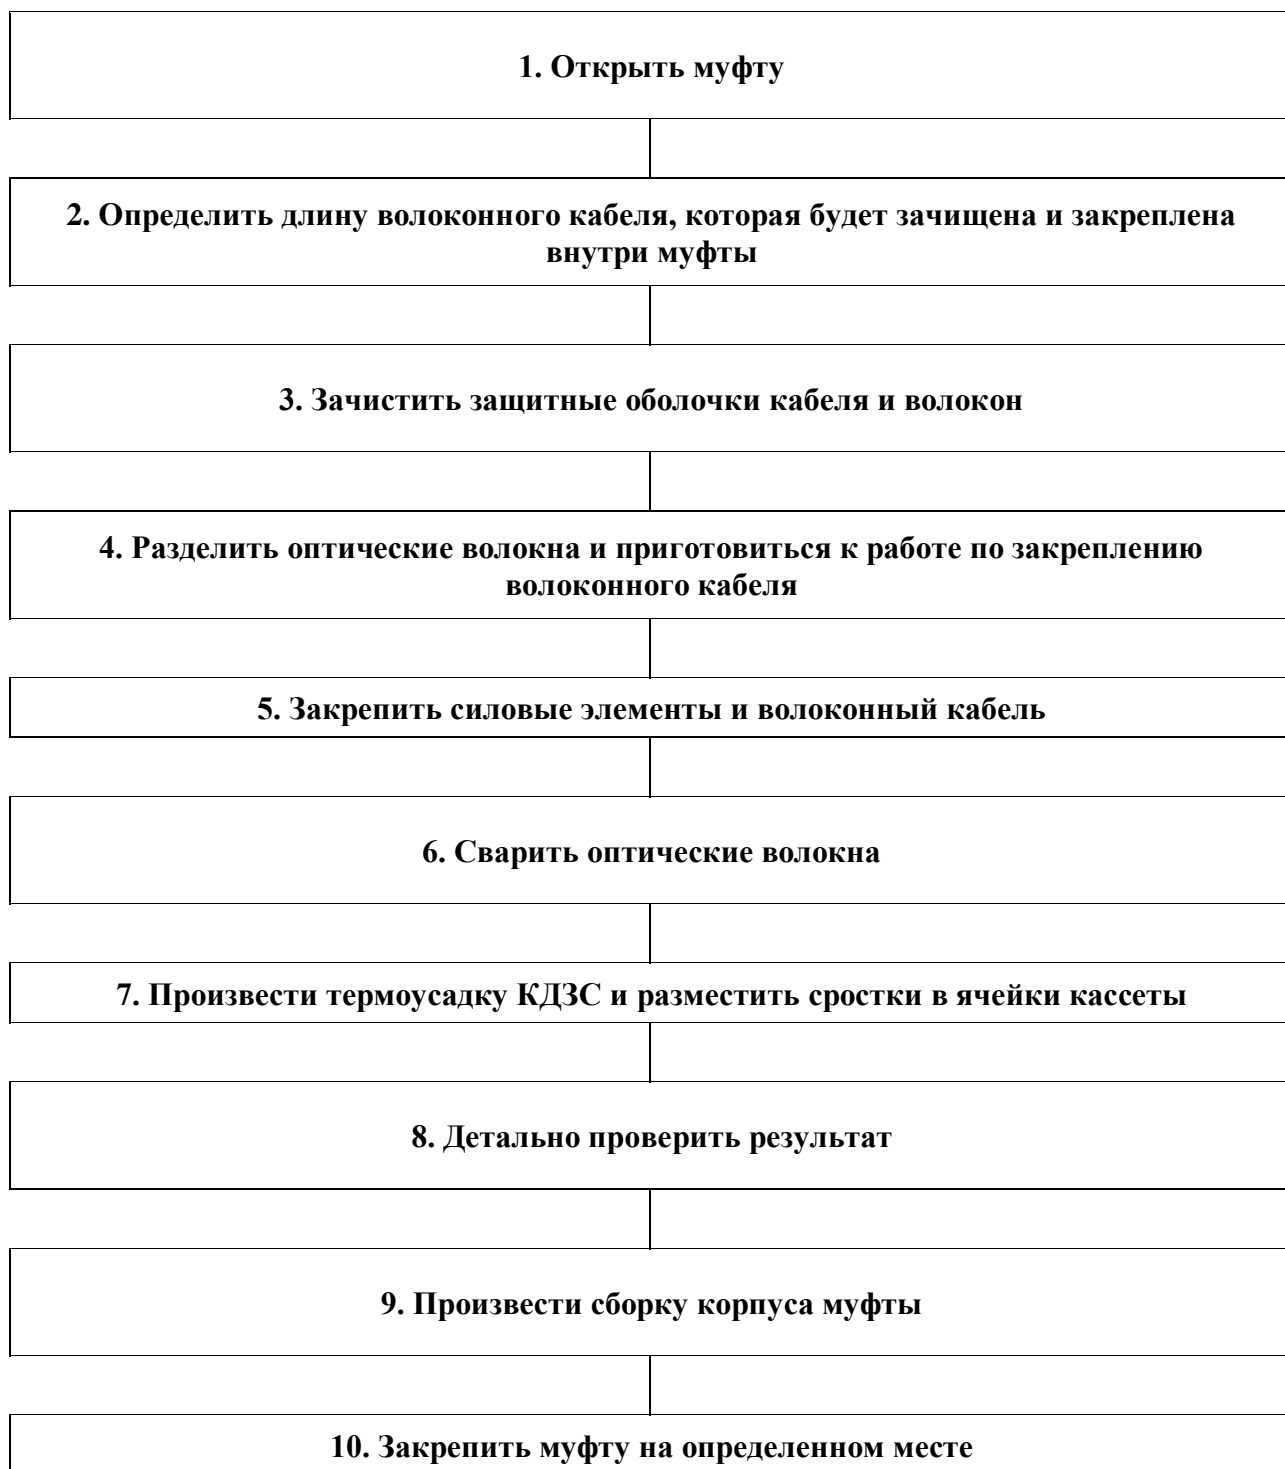 1. Открыть муфту
2. Определить длину волоконного кабеля, которая будет зачищена и закреплена
внутри муфты
3. Зачистить защитные оболочки кабеля и волокон
4. Разделить оптические волокна и приготовиться к работе по закреплению
волоконного кабеля
5. Закрепить силовые элементы и волоконный кабель
6. Сварить оптические волокна
7. Произвести термоусадку КДЗС и разместить сростки в ячейки кассеты
8. Детально проверить результат
9. Произвести сборку корпуса муфты
10. Закрепить муфту на определенном месте